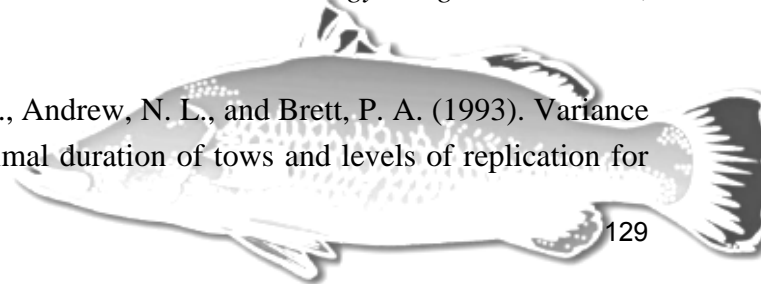 ., Andrew, N. L., and Brett, P. A. (1993). Variance
mal duration of tows and levels of replication for
129